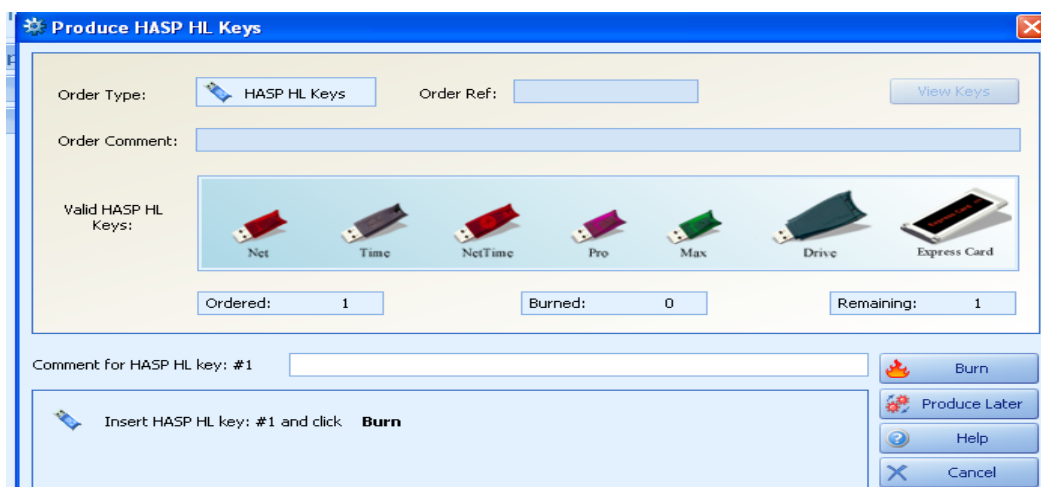 Produce HASP HL Keys
Order Type:
HASP HL Keys
Order Ref:
View Keys
Order Comment:
Valid HASP HL
Keys:
Net
Time
NetTime
Pro
Max
Drive
Express Card
Ordered: 1
Burned: 0
Remaining: 1
Comment for HASP HL key: #1
Burn
Insert HASP HL key: #1 and click Burn
Produce Later
Help
Cancel